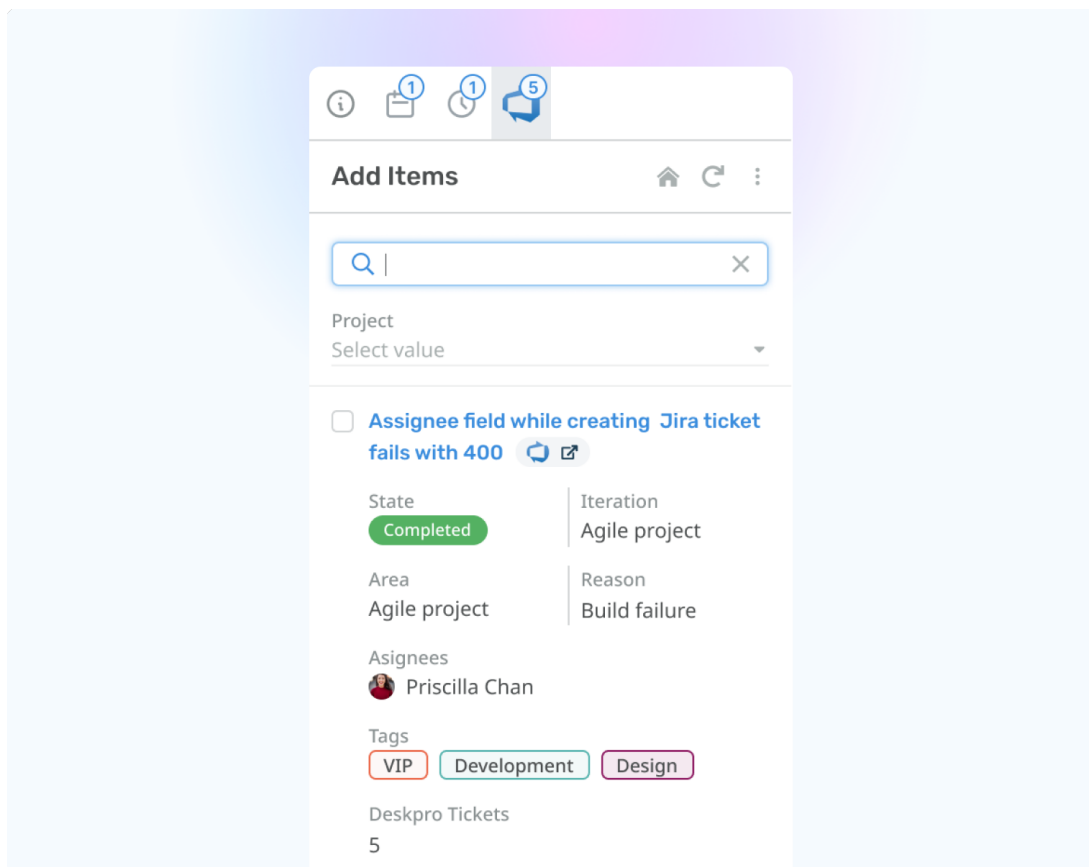 1
1
5
Add Items
Project
Select value
Assignee field while creating Jira ticket
fails with 400
State
Iteration
Completed
Agile project
Area
Reason
Agile project
Build failure
Asignees
Priscilla Chan
Tags
VIP
Development
Design
Deskpro Tickets
5